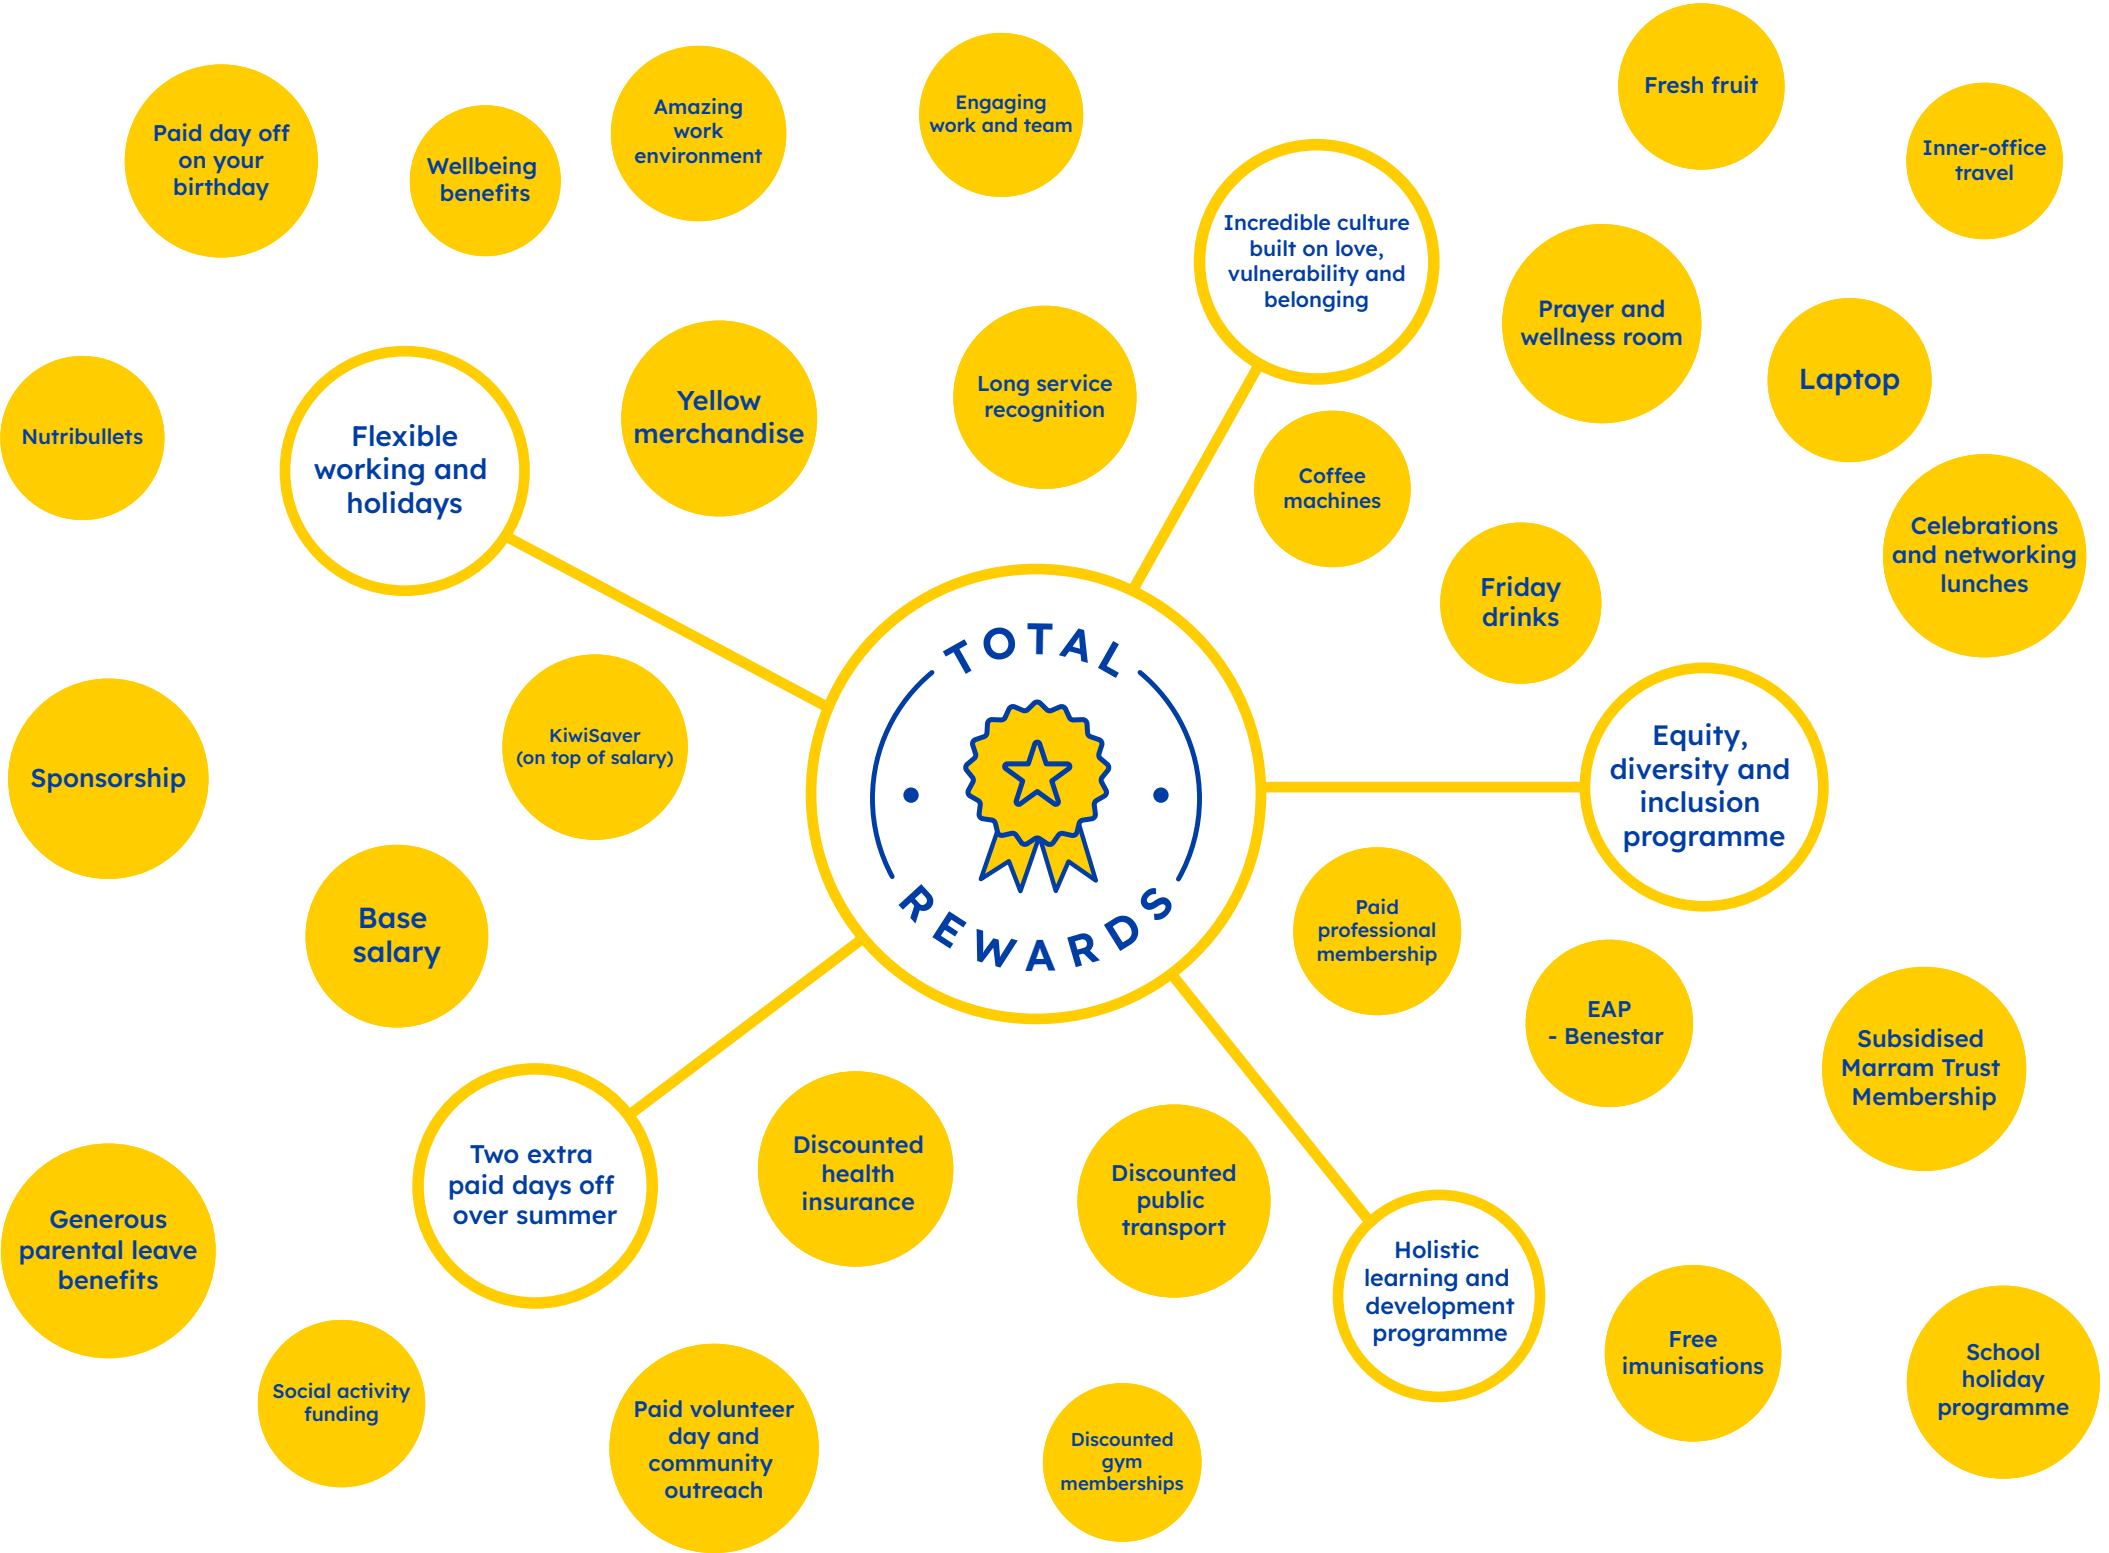 Paid day off
on your
birthday
Wellbeing
benefits
Amazing
work
environment
Engaging
work and team
Incredible culture
built on love,
vulnerability and
belonging
Fresh fruit
Inner-office
travel
Nutribullets
Flexible
working and
holidays
Yellow
merchandise
Long service
recognition
Coffee
machines
Prayer and
wellness room
Laptop
Friday
drinks
Celebrations
and networking
lunches
Sponsorship
KiwiSaver
(on top of salary)
Base
salary
TOTAL
REWARDS
Equity,
diversity and
inclusion
programme
Paid
professional
membership
EAP
- Benestar
Subsidised
Marram Trust
Membership
Generous
parental leave
benefits
Two extra
paid days off
over summer
Discounted
health
insurance
Discounted
public
transport
Holistic
learning and
development
programme
Social activity
funding
Paid volunteer
day and
community
outreach
Discounted
gym
memberships
Free
imunisations
School
holiday
programme